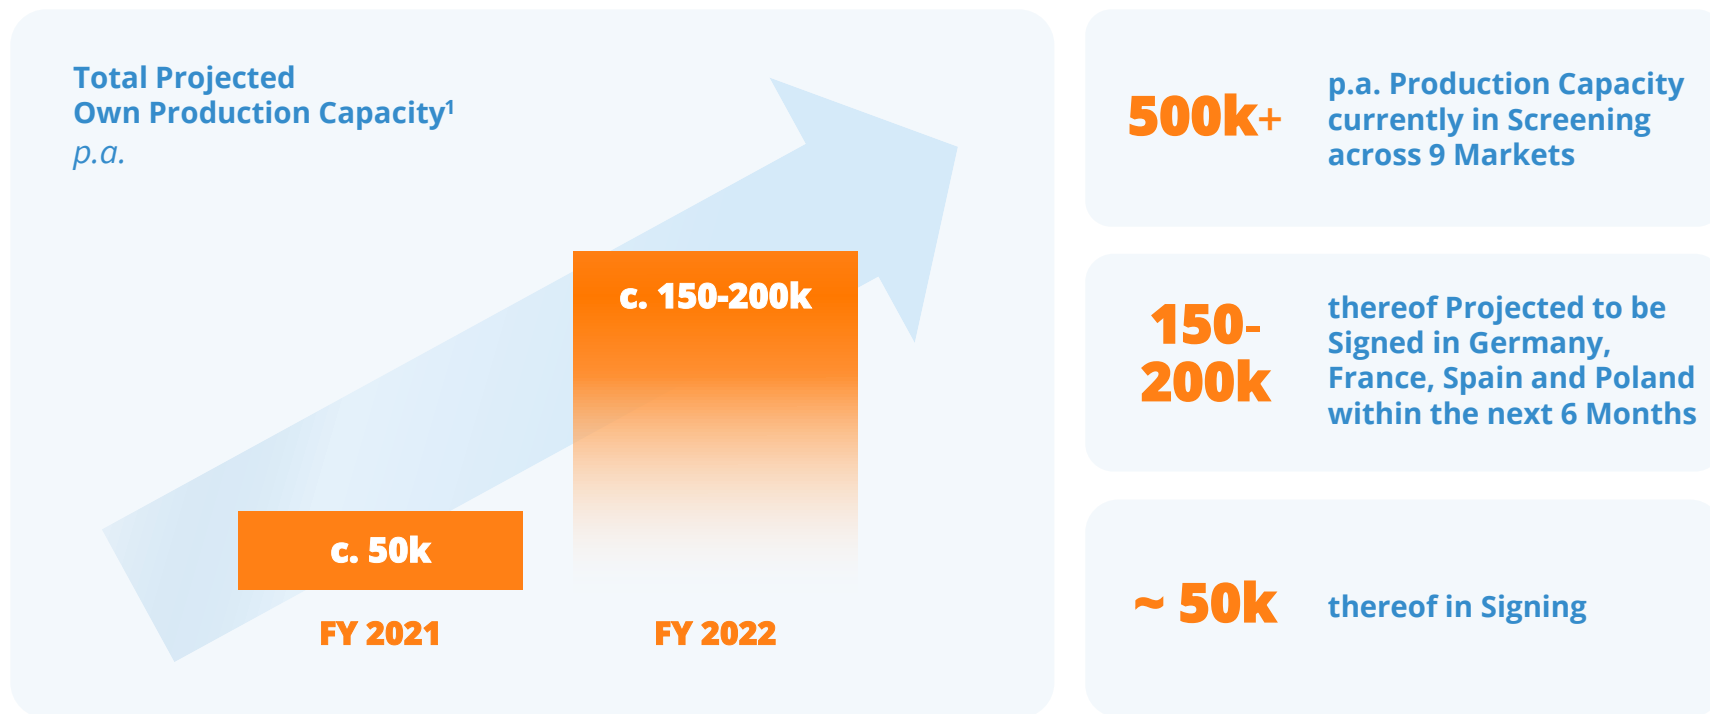 Total Projected
Own Production Capacity¹
p.a.
c. 150-200k
c. 50k
FY 2021
FY 2022
500k+
p.a. Production Capacity
currently in Screening
across 9 Markets
150-
200k
thereof Projected to be
Signed in Germany,
France, Spain and Poland
within the next 6 Months
~ 50k
thereof in Signing